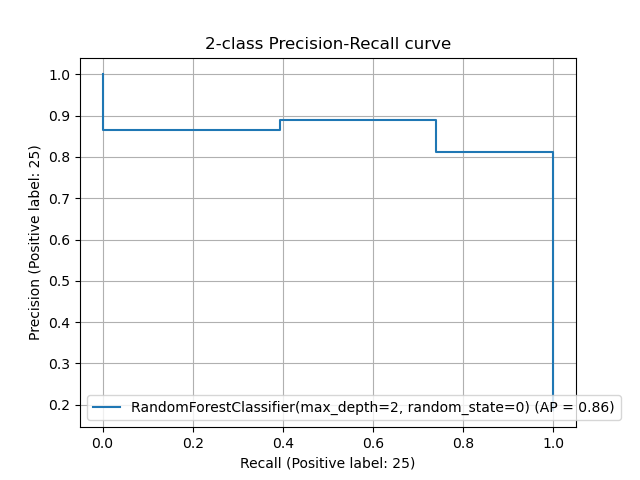 2-class Precision-Recall curve
1.0
0.9
0.8
0.7
0.6
0.5
0.4
0.3
0.2
Precision (Positive label: 25)
RandomForestClassifier(max_depth=2, random_state=0) (AP = 0.86)
0.0 0.2 0.4 0.6 0.8 1.0
Recall (Positive label: 25)